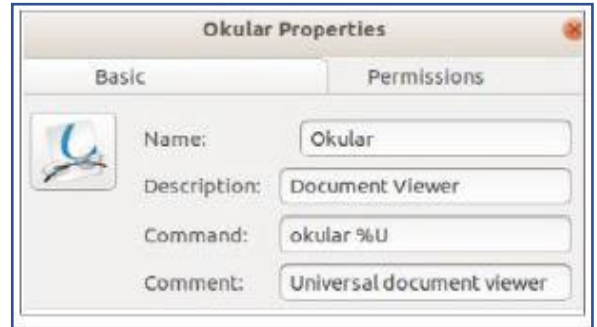 Okular Properties
Basic Permissions
Name: Okular
Description: Document Viewer
Command: okular %U
Comment: Universal document viewer